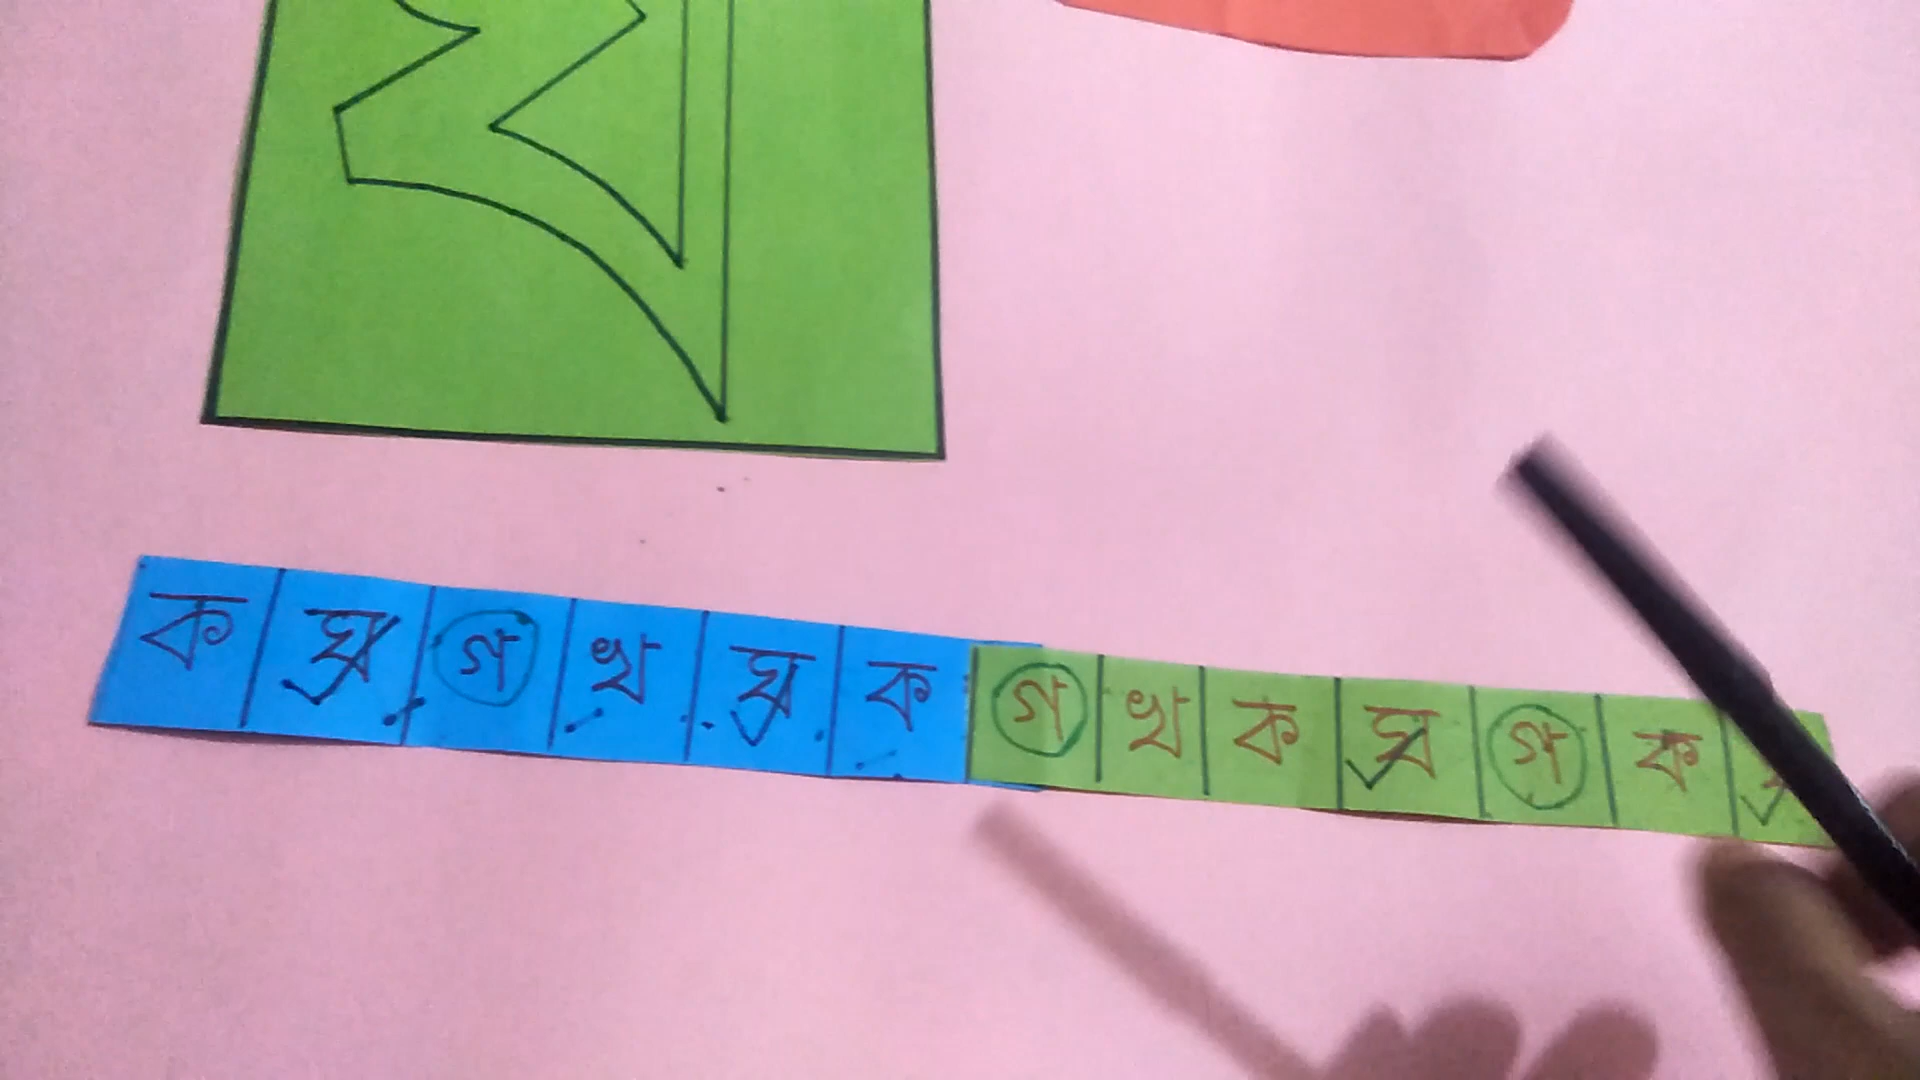 ক ঘ গ খ ঘ ক গ খ ক ঘ গ ক